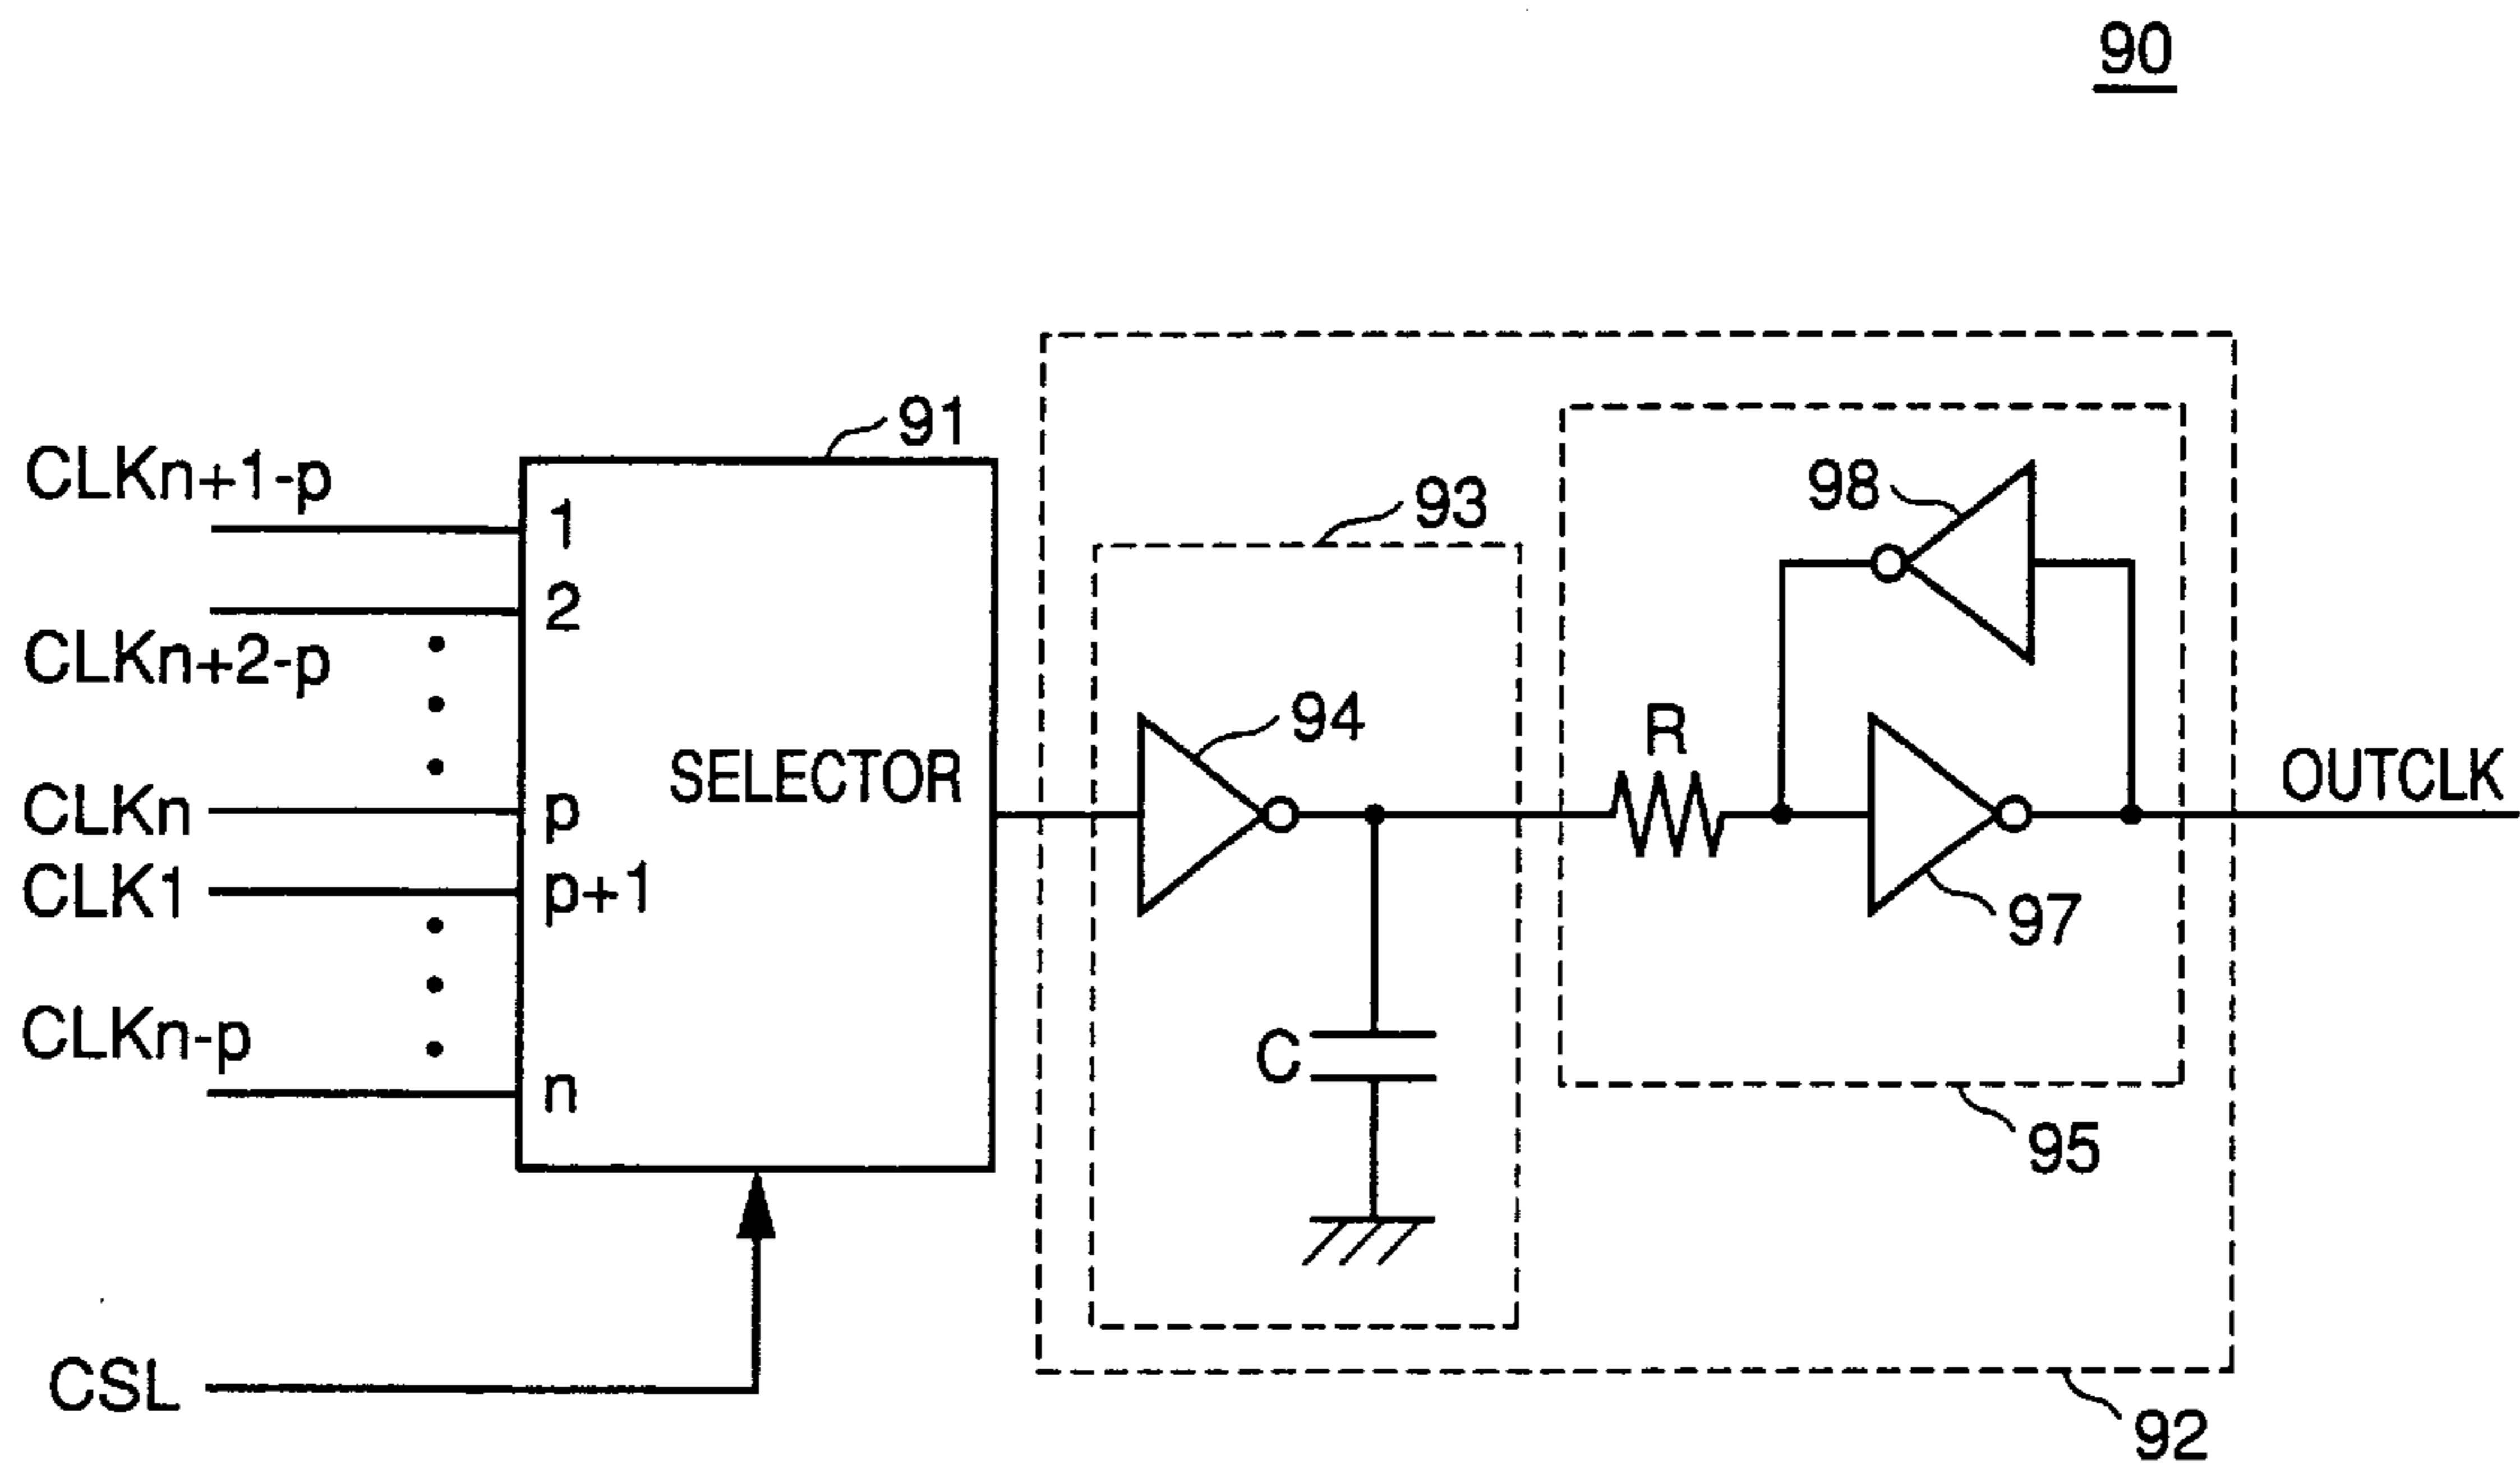 90
91
CLKn+1-p
1
2
CLKn+2-p
CLKn
p
CLK1
p+1
CLKn-p
n
SELECTOR
CSL
93
94
C
98
R
97
95
92
OUTCLK